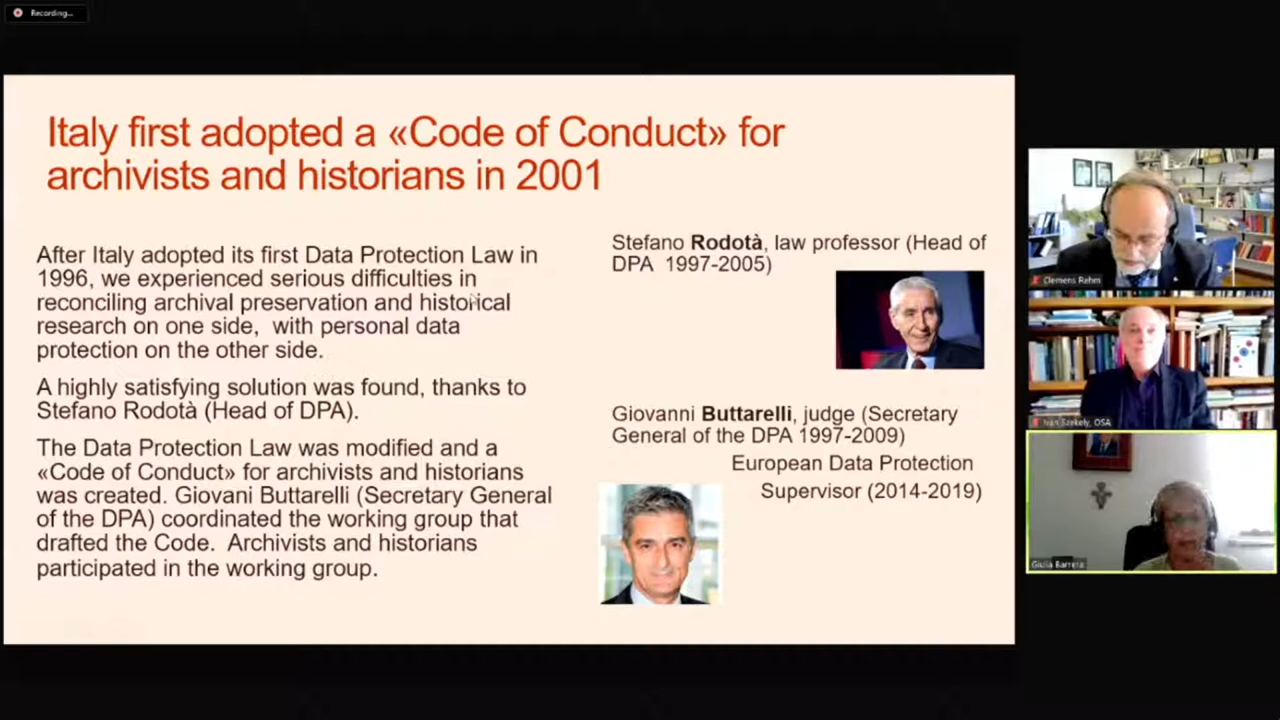 Recording...
Italy first adopted a «Code of Conduct» for
archivists and historians in 2001
After Italy adopted its first Data Protection Law in
1996, we experienced serious difficulties in
reconciling archival preservation and historical
research on one side, with personal data
protection on the other side.
A highly satisfying solution was found, thanks to
Stefano Rodotà (Head of DPA).
The Data Protection Law was modified and a
«Code of Conduct» for archivists and historians
was created. Giovani Buttarelli (Secretary General
of the DPA) coordinated the working group that
drafted the Code. Archivists and historians
participated in the working group.
Stefano Rodotà, law professor (Head of
DPA 1997-2005)
Giovanni Buttarelli, judge (Secretary
General of the DPA 1997-2009)
European Data Protection
Supervisor (2014-2019)
Clemens Rehm
Ivan Szekely, OSA
Giulia Barrera